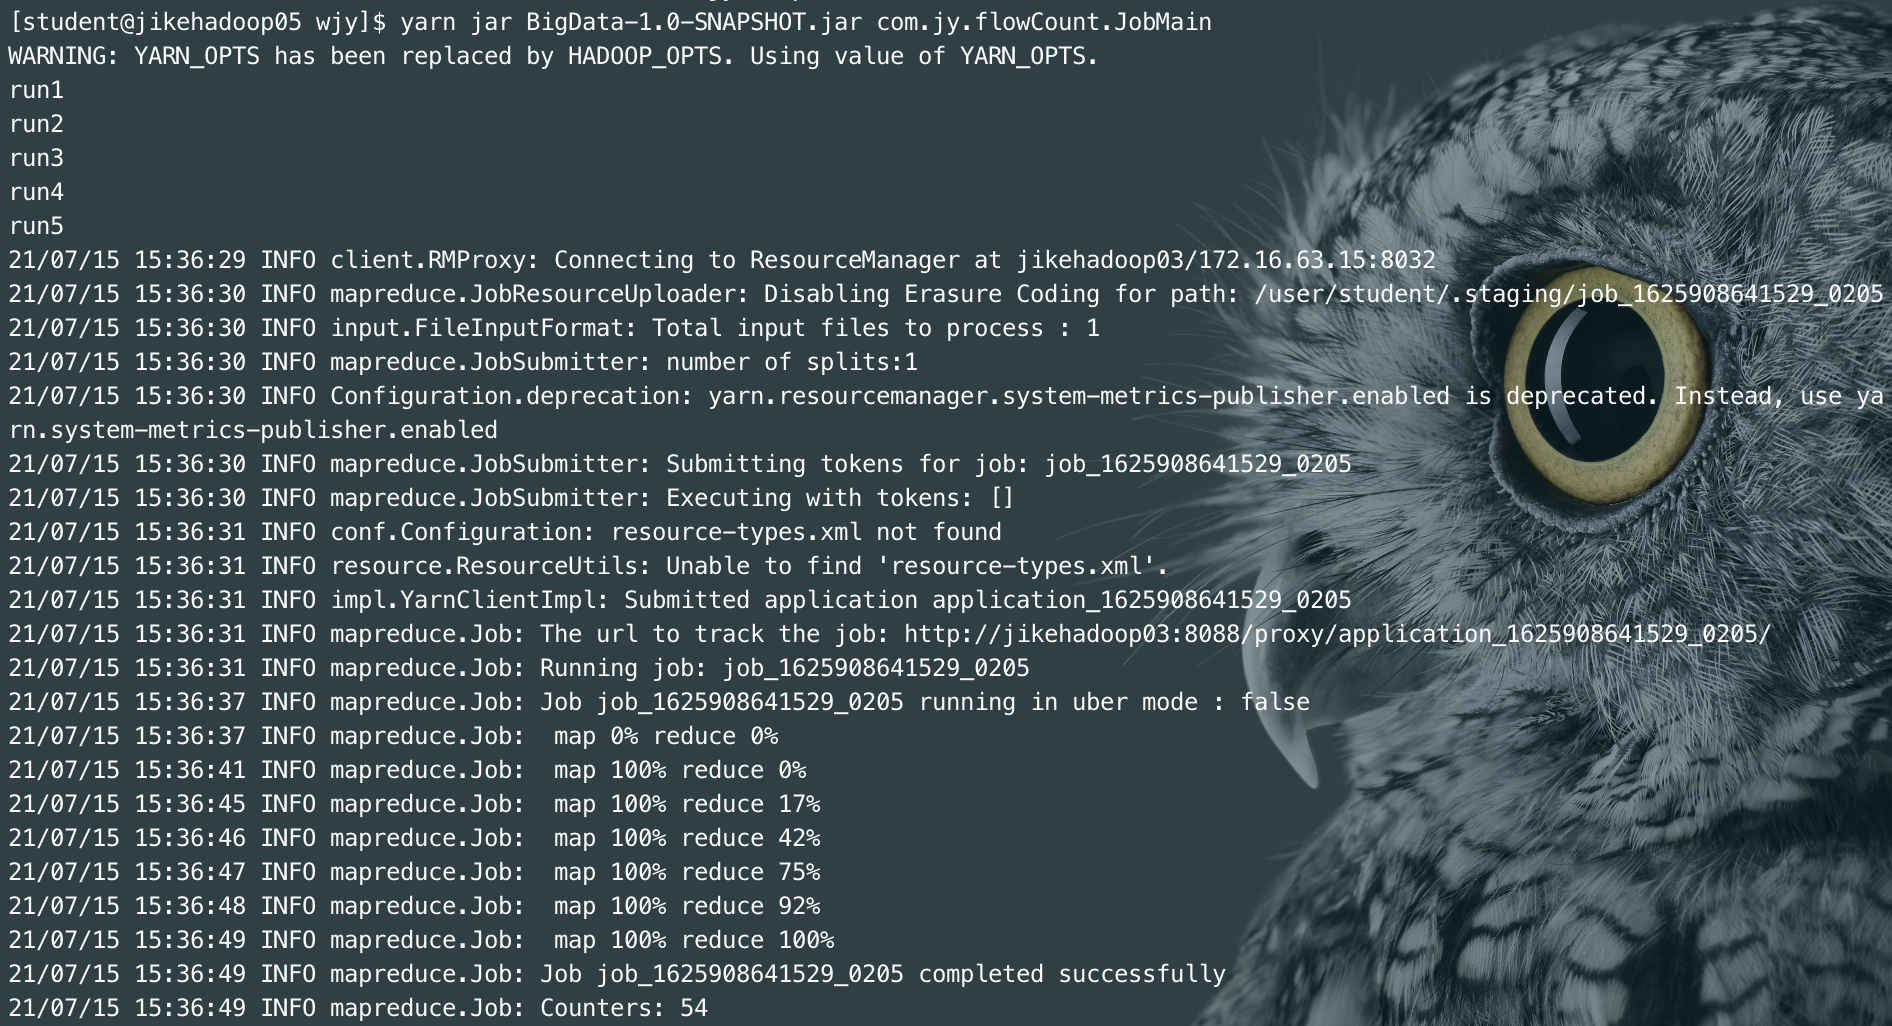 [student@jikehadoop05 wjy]$ yarn jar BigData-1.0-SNAPSHOT.jar com.jy.flowCount.JobMain
WARNING: YARN_OPTS has been replaced by HADOOP_OPTS. Using value of YARN_OPTS.
run1
run2
run3
run4
run5
21/07/15 15:36:29 INFO client.RMProxy: Connecting to ResourceManager at jikehadoop03/172.16.63.15:8032
21/07/15 15:36:30 INFO mapreduce.JobResourceUploader: Disabling Erasure Coding for path: /user/student/.staging/job_1625908641529_0205
21/07/15 15:36:30 INFO input.FileInputFormat: Total input files to process : 1
21/07/15 15:36:30 INFO mapreduce.JobSubmitter: number of splits:1
21/07/15 15:36:30 INFO Configuration.deprecation: yarn.resourcemanager.system-metrics-publisher.enabled is deprecated. Instead, use ya
rn.system-metrics-publisher.enabled
21/07/15 15:36:30 INFO mapreduce.JobSubmitter: Submitting tokens for job: job_1625908641529_0205
21/07/15 15:36:30 INFO mapreduce.JobSubmitter: Executing with tokens: []
21/07/15 15:36:31 INFO conf.Configuration: resource-types.xml not found
21/07/15 15:36:31 INFO resource.ResourceUtils: Unable to find 'resource-types.xml'.
21/07/15 15:36:31 INFO impl.YarnClientImpl: Submitted application application_1625908641529_0205
21/07/15 15:36:31 INFO mapreduce.Job: The url to track the job: http://jikehadoop03:8088/proxy/application_1625908641529_0205/
21/07/15 15:36:31 INFO mapreduce.Job: Running job: job_1625908641529_0205
21/07/15 15:36:37 INFO mapreduce.Job: Job job_1625908641529_0205 running in uber mode : false
21/07/15 15:36:37 INFO mapreduce.Job:  map 0% reduce 0%
21/07/15 15:36:41 INFO mapreduce.Job:  map 100% reduce 0%
21/07/15 15:36:45 INFO mapreduce.Job:  map 100% reduce 17%
21/07/15 15:36:46 INFO mapreduce.Job:  map 100% reduce 42%
21/07/15 15:36:47 INFO mapreduce.Job:  map 100% reduce 75%
21/07/15 15:36:48 INFO mapreduce.Job:  map 100% reduce 92%
21/07/15 15:36:49 INFO mapreduce.Job:  map 100% reduce 100%
21/07/15 15:36:49 INFO mapreduce.Job: Job job_1625908641529_0205 completed successfully
21/07/15 15:36:49 INFO mapreduce.Job: Counters: 54